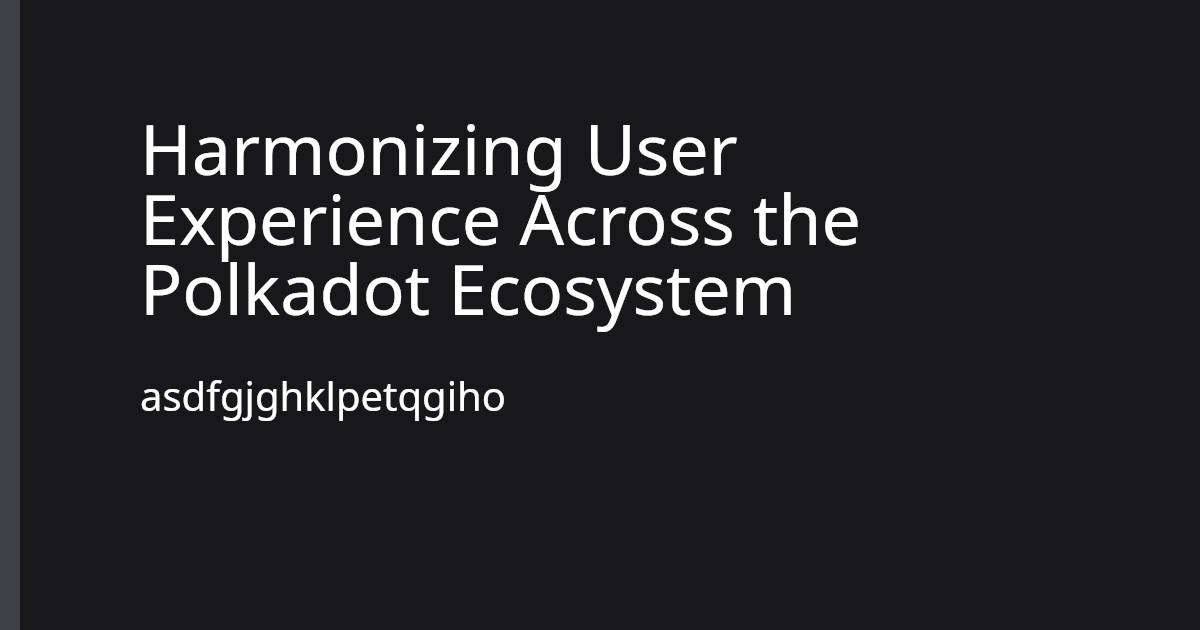 Harmonizing User
Experience Across the
Polkadot Ecosystem
asdfgjghklpetqgiho